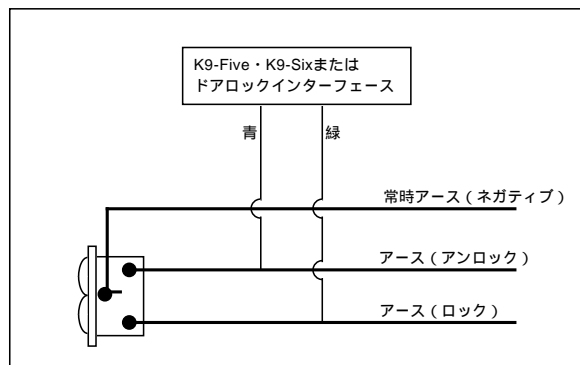 K9-Five・K9-Sixまたは
ドアロックインターフェース
青
緑
常時アース（ネガティブ）
アース（アンロック）
アース（ロック）